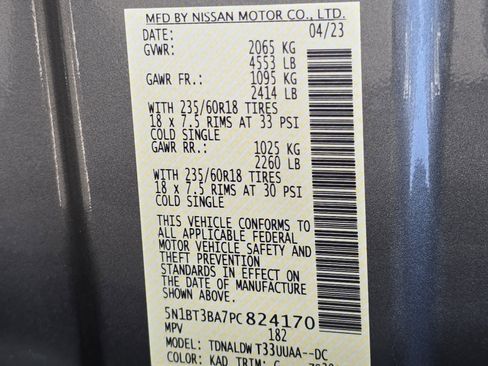 MFD BY NISSAN MOTOR CO., LTD.
DATE: 04/23
GVWR: 2065 KG
4553 LB
GAWR FR.: 1095 KG
2414 LB
WITH 235/60R18 TIRES
18 x 7.5 RIMS AT 33 PSI
COLD SINGLE
GAWR RR.: 1025 KG
2260 LB
WITH 235/60R18 TIRES
18 x 7.5 RIMS AT 30 PSI
COLD SINGLE
THIS VEHICLE CONFORMS TO
ALL APPLICABLE FEDERAL
MOTOR VEHICLE SAFETY AND
THEFT PREVENTION
STANDARDS IN EFFECT ON
THE DATE OF MANUFACTURE
SHOWN ABOVE.
5N1BT3BA7PC824170
MPV 182
MODEL: TDNALDW T33UUAA--DC
COLOR: KAD TRIM: G